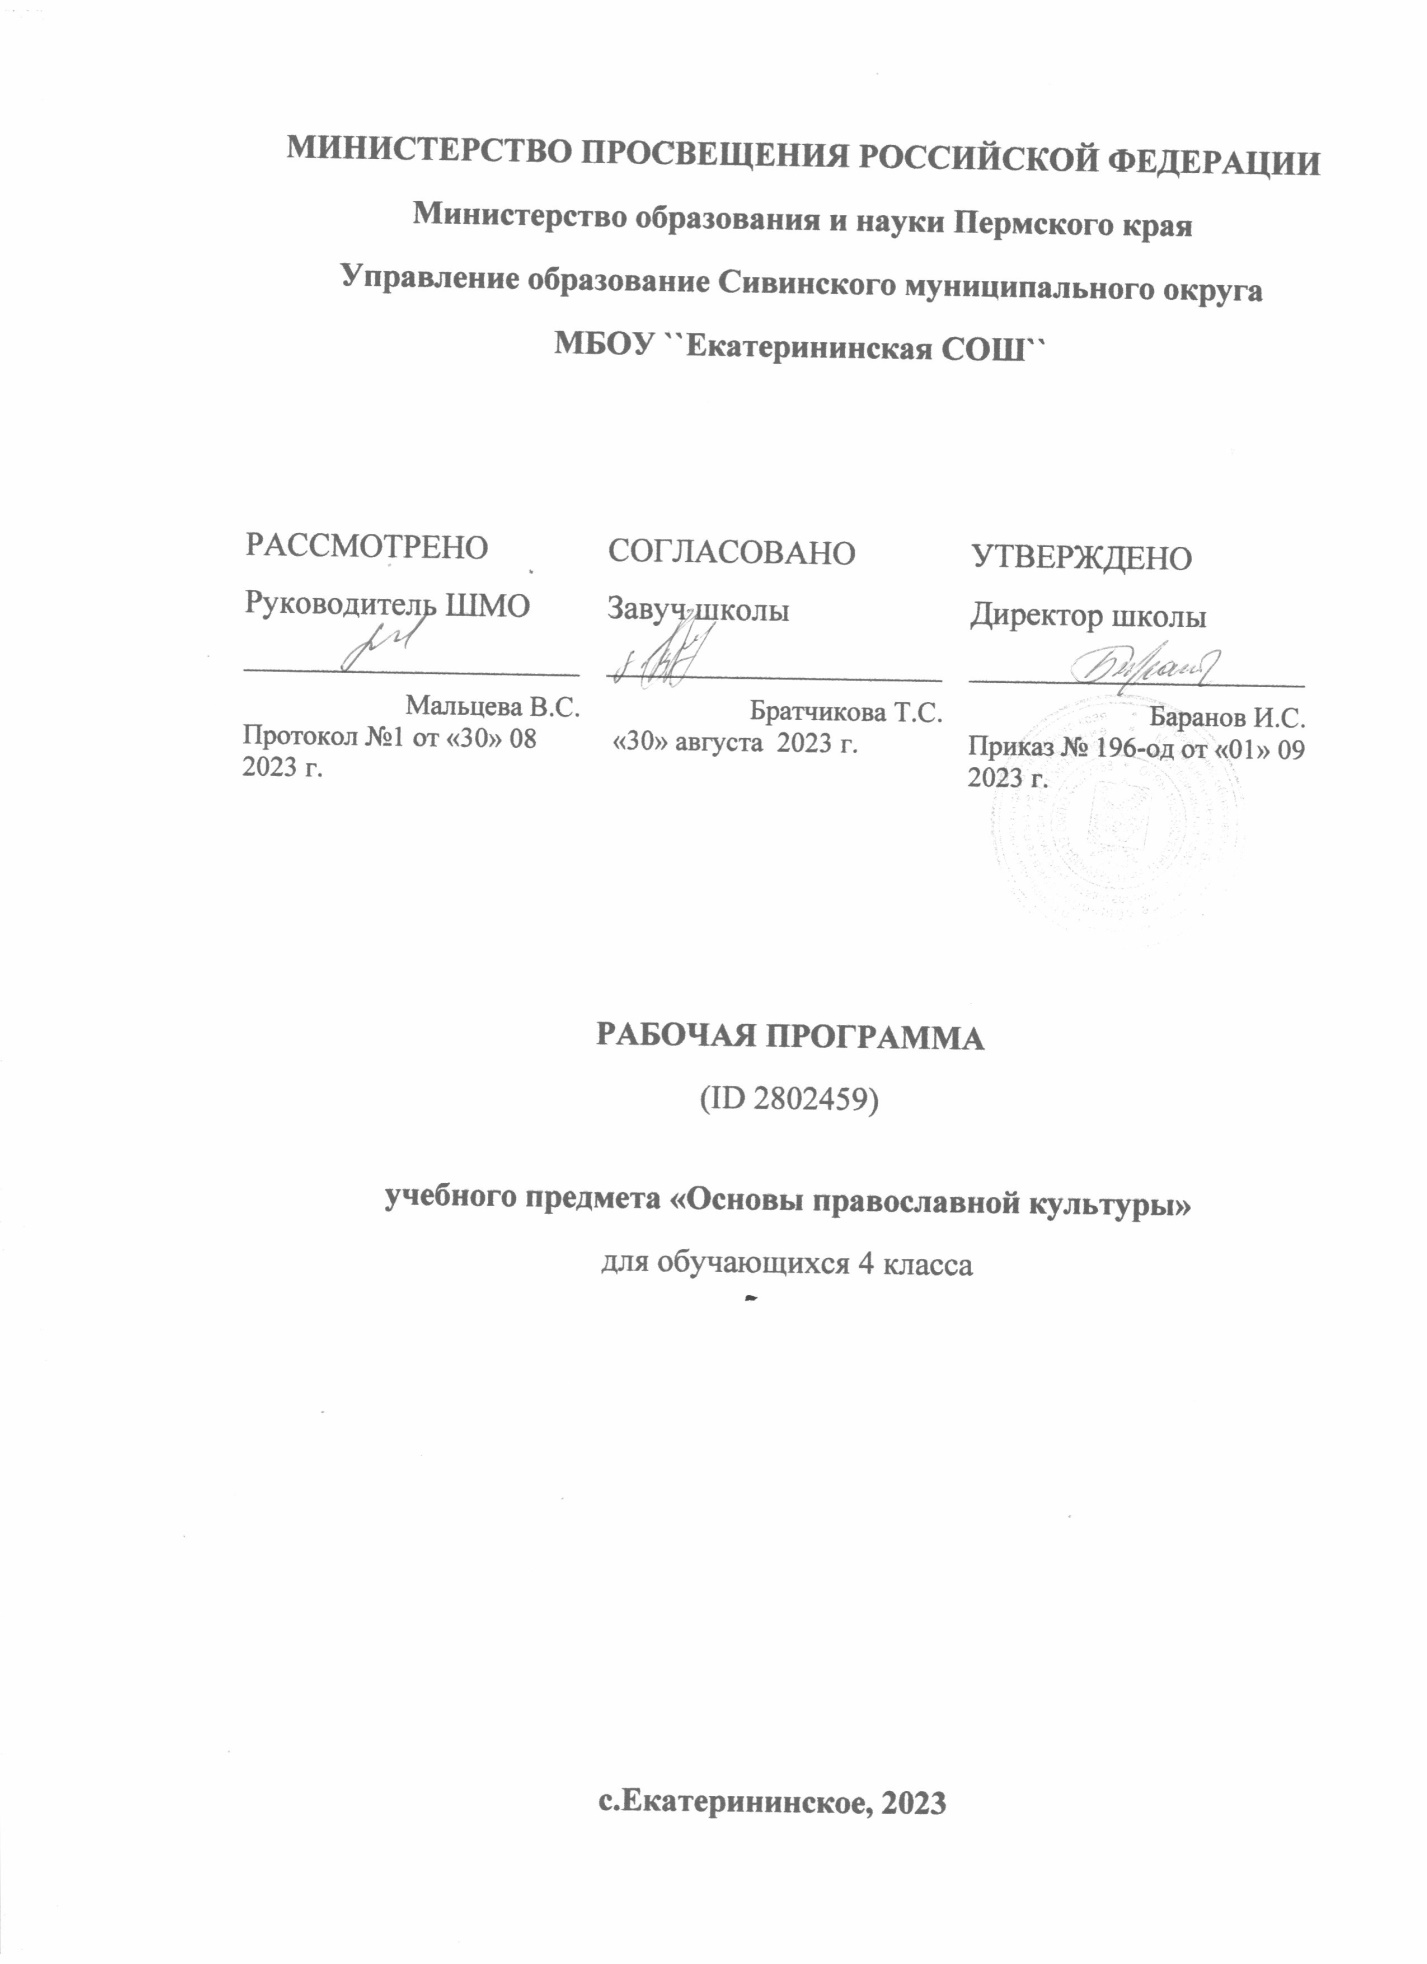 МИНИСТЕРСТВО ПРОСВЕЩЕНИЯ РОССИЙСКОЙ ФЕДЕРАЦИИ
Министерство образования и науки Пермского края
Управление образование Сивинского муниципального округа
МБОУ ``Екатерининская СОШ``
РАССМОТРЕНО
Руководитель ШМО
Мальцева В.С.
Протокол №1 от «30» 08
2023 г.
СОГЛАСОВАНО
Завуч школы
Братчикова Т.С.
«30» августа 2023 г.
УТВЕРЖДЕНО
Директор школы
Баранов И.С.
Приказ № 196-од от «01» 09
2023 г.
РАБОЧАЯ ПРОГРАММА
(ID 2802459)
учебного предмета «Основы православной культуры»
для обучающихся 4 класса
с.Екатерининское, 2023